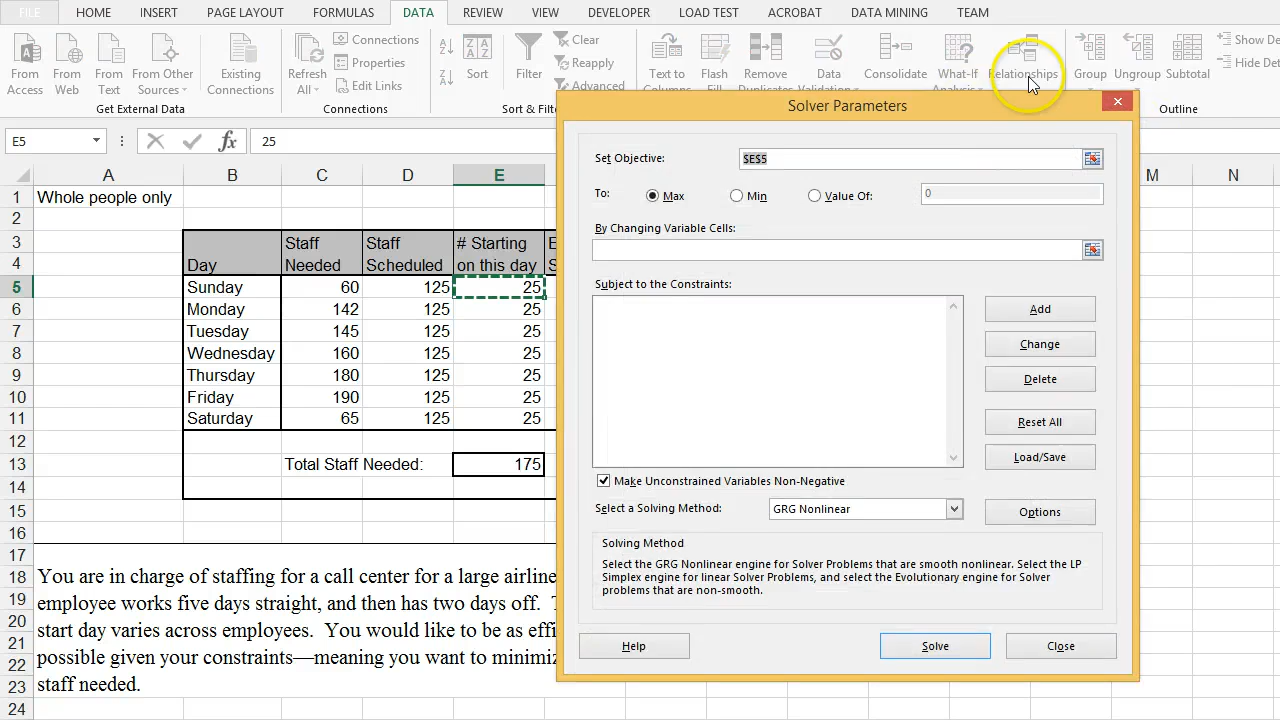 FILE HOME INSERT PAGE LAYOUT FORMULAS DATA REVIEW VIEW DEVELOPER LOAD TEST ACROBAT DATA MINING TEAM
From Access
From Web
From Text
From Other Sources
Existing Connections
Get External Data
Refresh All
Connections
Properties
Edit Links
Connections
Sort
Filter
Clear
Reapply
Advanced
Text to
Flash
Remove
Data
Consolidate
What-If
Relationships
Group
Ungroup
Subtotal
Show
Hide
Outline
E5
fx
25
Solver Parameters
Set Objective:
$E$5
To:
Max
Min
Value Of:
0
By Changing Variable Cells:
Subject to the Constraints:
Add
Change
Delete
Reset All
Load/Save
Make Unconstrained Variables Non-Negative
Select a Solving Method:
GRG Nonlinear
Options
Solving Method
Select the GRG Nonlinear engine for Solver Problems that are smooth nonlinear. Select the LP
Simplex engine for linear Solver Problems, and select the Evolutionary engine for Solver
problems that are non-smooth.
Help
Solve
Close
A B C D E M N
1 Whole people only
2
3 Staff Scheduled # Starting
4 Day Needed Scheduled on this day
5 Sunday 60 125 25
6 Monday 142 125 25
7 Tuesday 145 125 25
8 Wednesday 160 125 25
9 Thursday 180 125 25
10 Friday 190 125 25
11 Saturday 65 125 25
12
13 Total Staff Needed: 175
14
15
16
17
18 You are in charge of staffing for a call center for a large airline
19 employee works five days straight, and then has two days off.
20
21 start day varies across employees. You would like to be as
22 possible given your constraints—meaning you want to
23 staff needed.
24